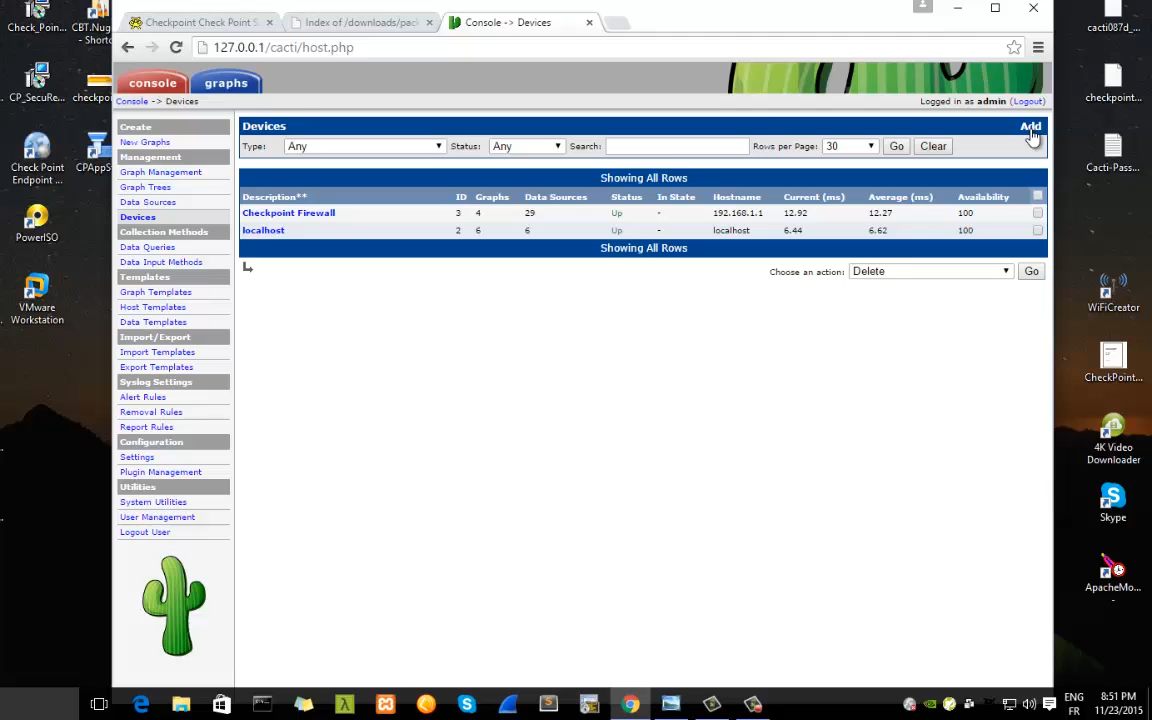 Check_Poin...
CBT.Nug
- Shortc
CP_SecuRe...
checkpoin
Check Point
Endpoint ...
CPAppS
PowerISO
VMware
Workstation
Checkpoint Check Point S
Index of /downloads/pack
Console -> Devices
127.0.0.1/cacti/host.php
console
graphs
Console -> Devices
Logged in as admin (Logout)
Create
New Graphs
Management
Graph Management
Graph Trees
Data Sources
Devices
Collection Methods
Data Queries
Data Input Methods
Templates
Graph Templates
Host Templates
Data Templates
Import/Export
Import Templates
Export Templates
Syslog Settings
Alert Rules
Removal Rules
Report Rules
Configuration
Settings
Plugin Management
Utilities
System Utilities
User Management
Logout User
Devices
Add
Type: Any Status: Any Search: Rows per Page: 30 Go Clear
Showing All Rows
Description** ID Graphs Data Sources Status In State Hostname Current (ms) Average (ms) Availability
Checkpoint Firewall 3 4 29 Up - 192.168.1.1 12.92 12.27 100
localhost 2 6 6 Up - localhost 6.44 6.62 100
Showing All Rows
Choose an action: Delete Go
cacti087d_...
checkpoint...
Cacti-Pass...
WiFiCreator
CheckPoint...
4K Video
Downloader
Skype
ApacheMo...
-
ENG
FR
8:51 PM
11/23/2015